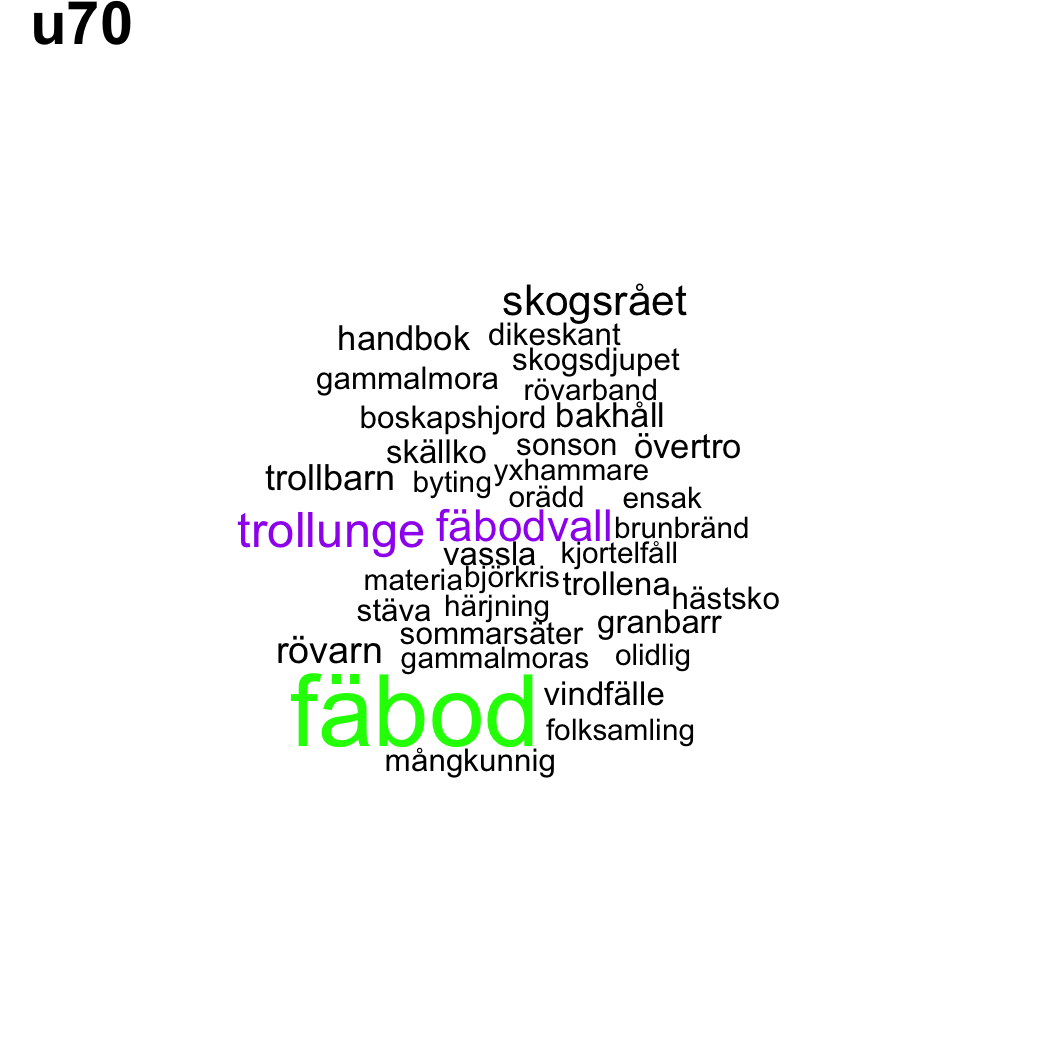 u70
skogsrået
handbok dikeskant
skogsdjupet
gammalmora rövarband
boskapshjord bakhåll
skällko sonson övertro
trollbarn byting yxhammare
orädd ensak
trollunge fäbodvall brunbränd
vassla kjortelfåll
materia björkris trollena hästsko
stäva härjning granbarr
rövarn sommarsäter
gammalmoras olidlig
fäbod vindfälle
folksamling
mångkunnig